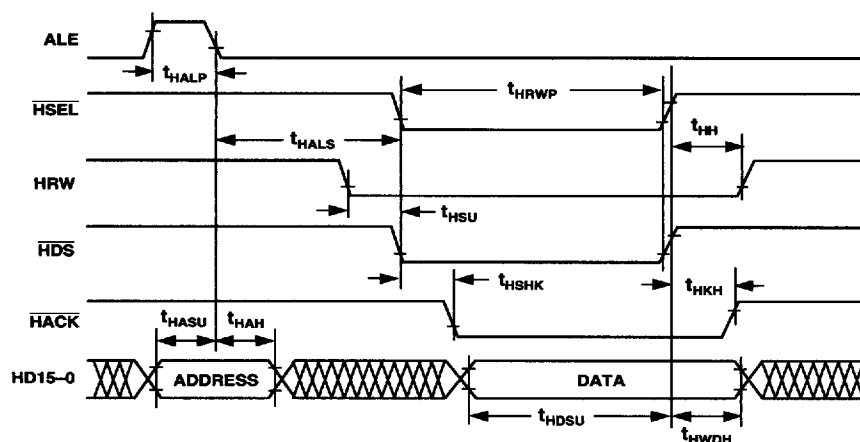 ALE
tHALP
HSEL
tHRWP
tHALS
tHH
HRW
tHSU
HDS
tHSHK
tHKH
HACK
tHASU
tHAH
HD15–0
ADDRESS
DATA
tHDSU
tHWDH